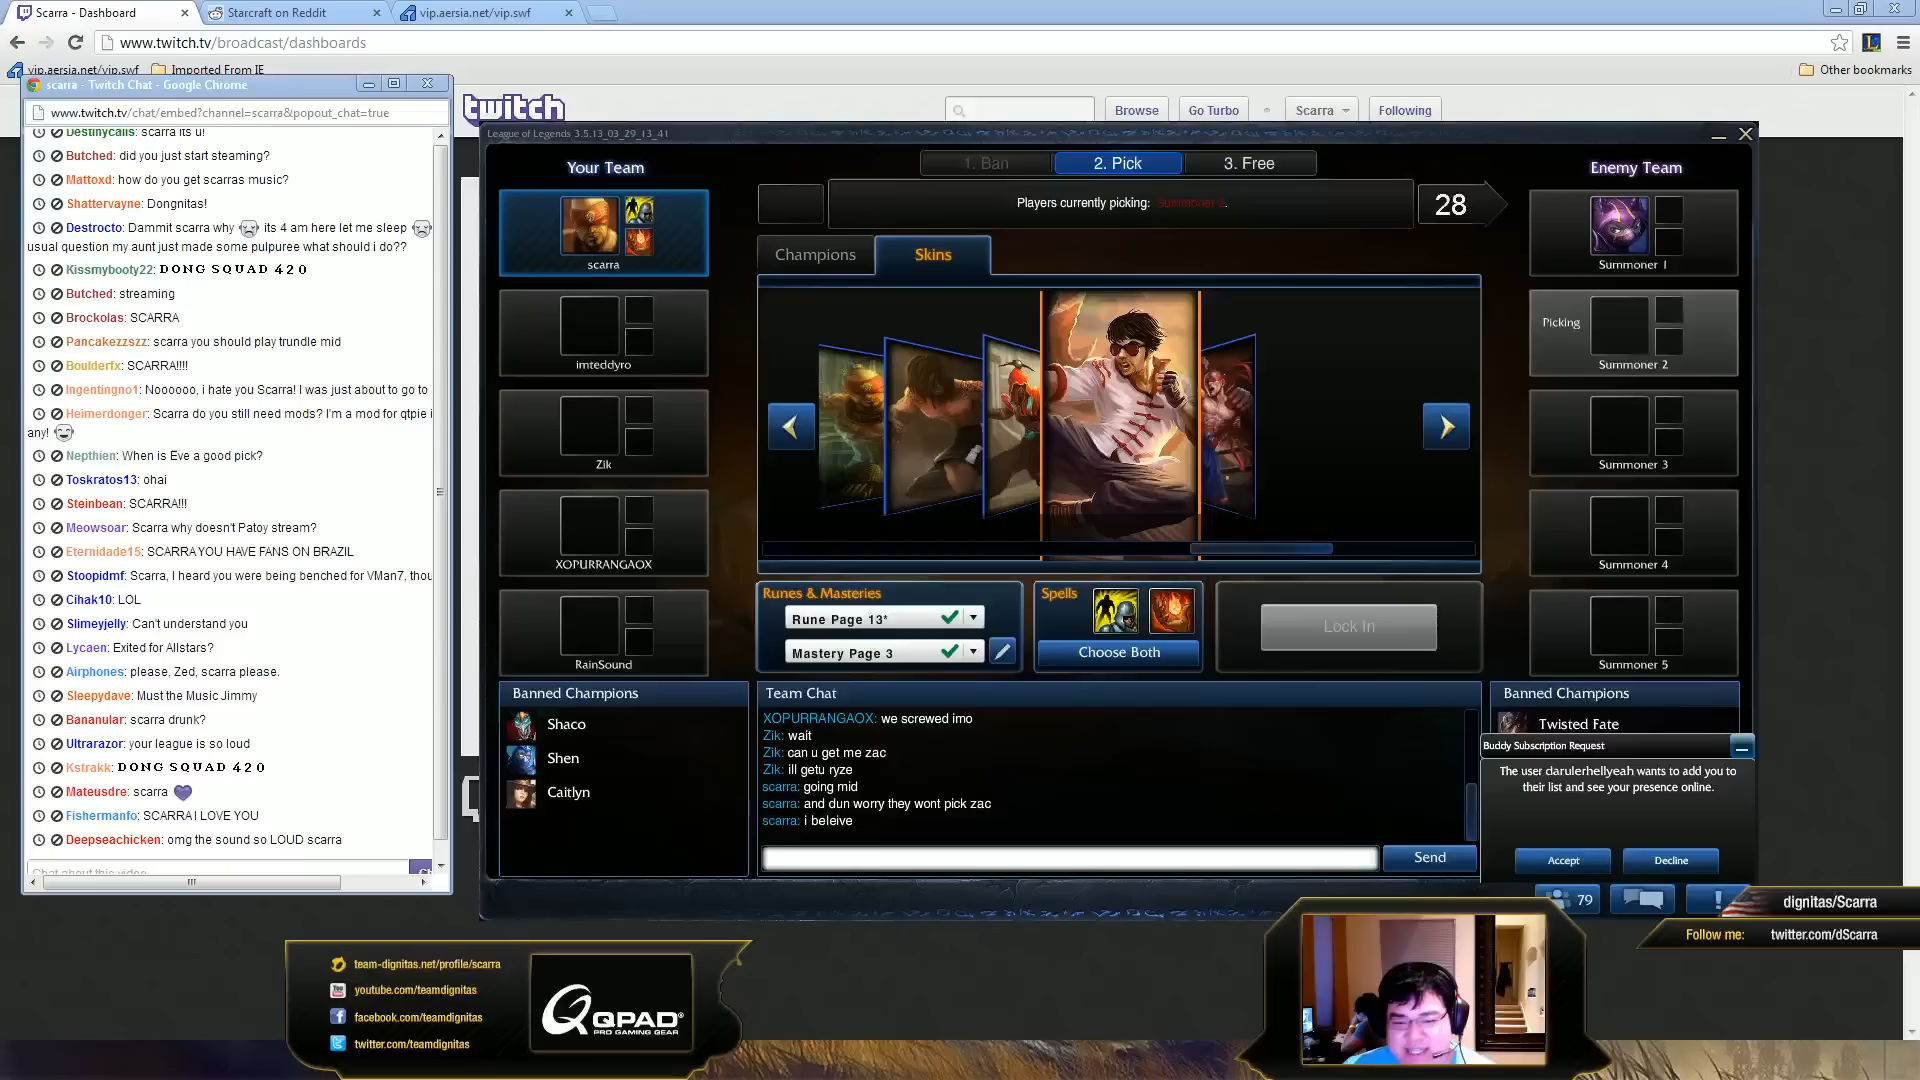 Scarra - Dashboard
Starcraft on Reddit
vip.aersia.net/vip.swf
www.twitch.tv/broadcast/dashboards
vip.aersia.net/vip.swf
Imported From IE
Other bookmarks
scarra - Twitch Chat - Google Chrome
www.twitch.tv/chat/embed?channel=scarra&popout_chat=true
Destinycalls: scarra its u!
Butched: did you just start steaming?
Mattoxd: how do you get scarras music?
Shattervayne: Dongnitas!
Destrocto: Dammit scarra why its 4 am here let me sleep
usual question my aunt just made some pulpuree what should i do??
Kissmybooty22: DONG SQUAD 420
Butched: streaming
Brockolas: SCARRA
Pancakezzszz: scarra you should play trundle mid
Boulderfx: SCARRA!!!!
Ingentingno1: Noooooo, i hate you Scarra! I was just about to go to
Heimerdonger: Scarra do you still need mods? I'm a mod for qtpie i
any!
Nepthien: When is Eve a good pick?
Toskratos13: ohai
Steinbean: SCARRA!!!
Meowsoar: Scarra why doesn't Patoy stream?
Eternidade15: SCARRA YOU HAVE FANS ON BRAZIL
Stoopidmf: Scarra, I heard you were being benched for VMan7, thou
Cihak10: LOL
Slimeyjelly: Can't understand you
Lycaen: Exited for Allstars?
Airphones: please, Zed, scarra please.
Sleepydave: Must the Music Jimmy
Bananular: scarra drunk?
Ultrarazor: your league is so loud
Kstrakk: DONG SQUAD 420
Mateusdre: scarra
Fishermanfo: SCARRA I LOVE YOU
Deepseachicken: omg the sound so LOUD scarra
Chat about this video
twitch
Browse
Go Turbo
Scarra
Following
League of Legends 3.5.13_03_29_13_41
Your Team
1. Ban
2. Pick
3. Free
Enemy Team
Players currently picking: Summoner 2.
28
Champions
Skins
scarra
imteddyro
Zik
XOPURRANGAOX
RainSound
Summoner 1
Picking
Summoner 2
Summoner 3
Summoner 4
Summoner 5
Runes & Masteries
Rune Page 13*
Mastery Page 3
Spells
Choose Both
Lock In
Banned Champions
Shaco
Shen
Caitlyn
Team Chat
XOPURRANGAOX: we screwed imo
Zik: wait
Zik: can u get me zac
Zik: ill getu ryze
scarra: going mid
scarra: and dun worry they wont pick zac
scarra: i beleive
Send
Banned Champions
Twisted Fate
Buddy Subscription Request
The user clarulerhellyeah wants to add you to
their list and see your presence online.
Accept
Decline
79
dignitas/Scarra
Follow me: twitter.com/dScarra
team-dignitas.net/profile/scarra
youtube.com/teamdignitas
facebook.com/teamdignitas
twitter.com/teamdignitas
QPAD
PRO GAMING GEAR